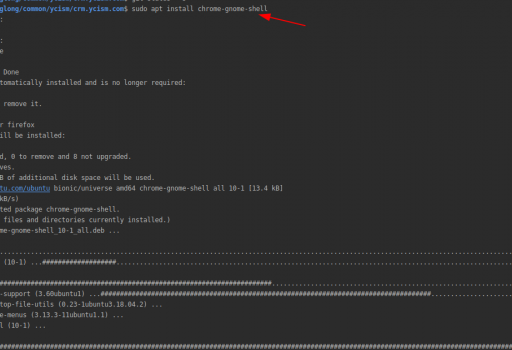 glong/common/ycism/crm.ycism.com$ sudo apt install chrome-gnome-shell
:
:
e
Done
tomatically installed and is no longer required:
remove it.
r firefox
ill be installed:
d, 0 to remove and 8 not upgraded.
ves.
B of additional disk space will be used.
tu.com/ubuntu bionic/universe amd64 chrome-gnome-shell all 10-1 [13.4 kB]
kB/s)
ted package chrome-gnome-shell.
files and directories currently installed.)
me-gnome-shell_10-1_all.deb ...
(10-1) ...##################
-support (3.60ubuntu1) ...
top-file-utils (0.23-1ubuntu3.18.04.2) ...
e-menus (3.13.3-11ubuntu1.1) ...
l (10-1) ...